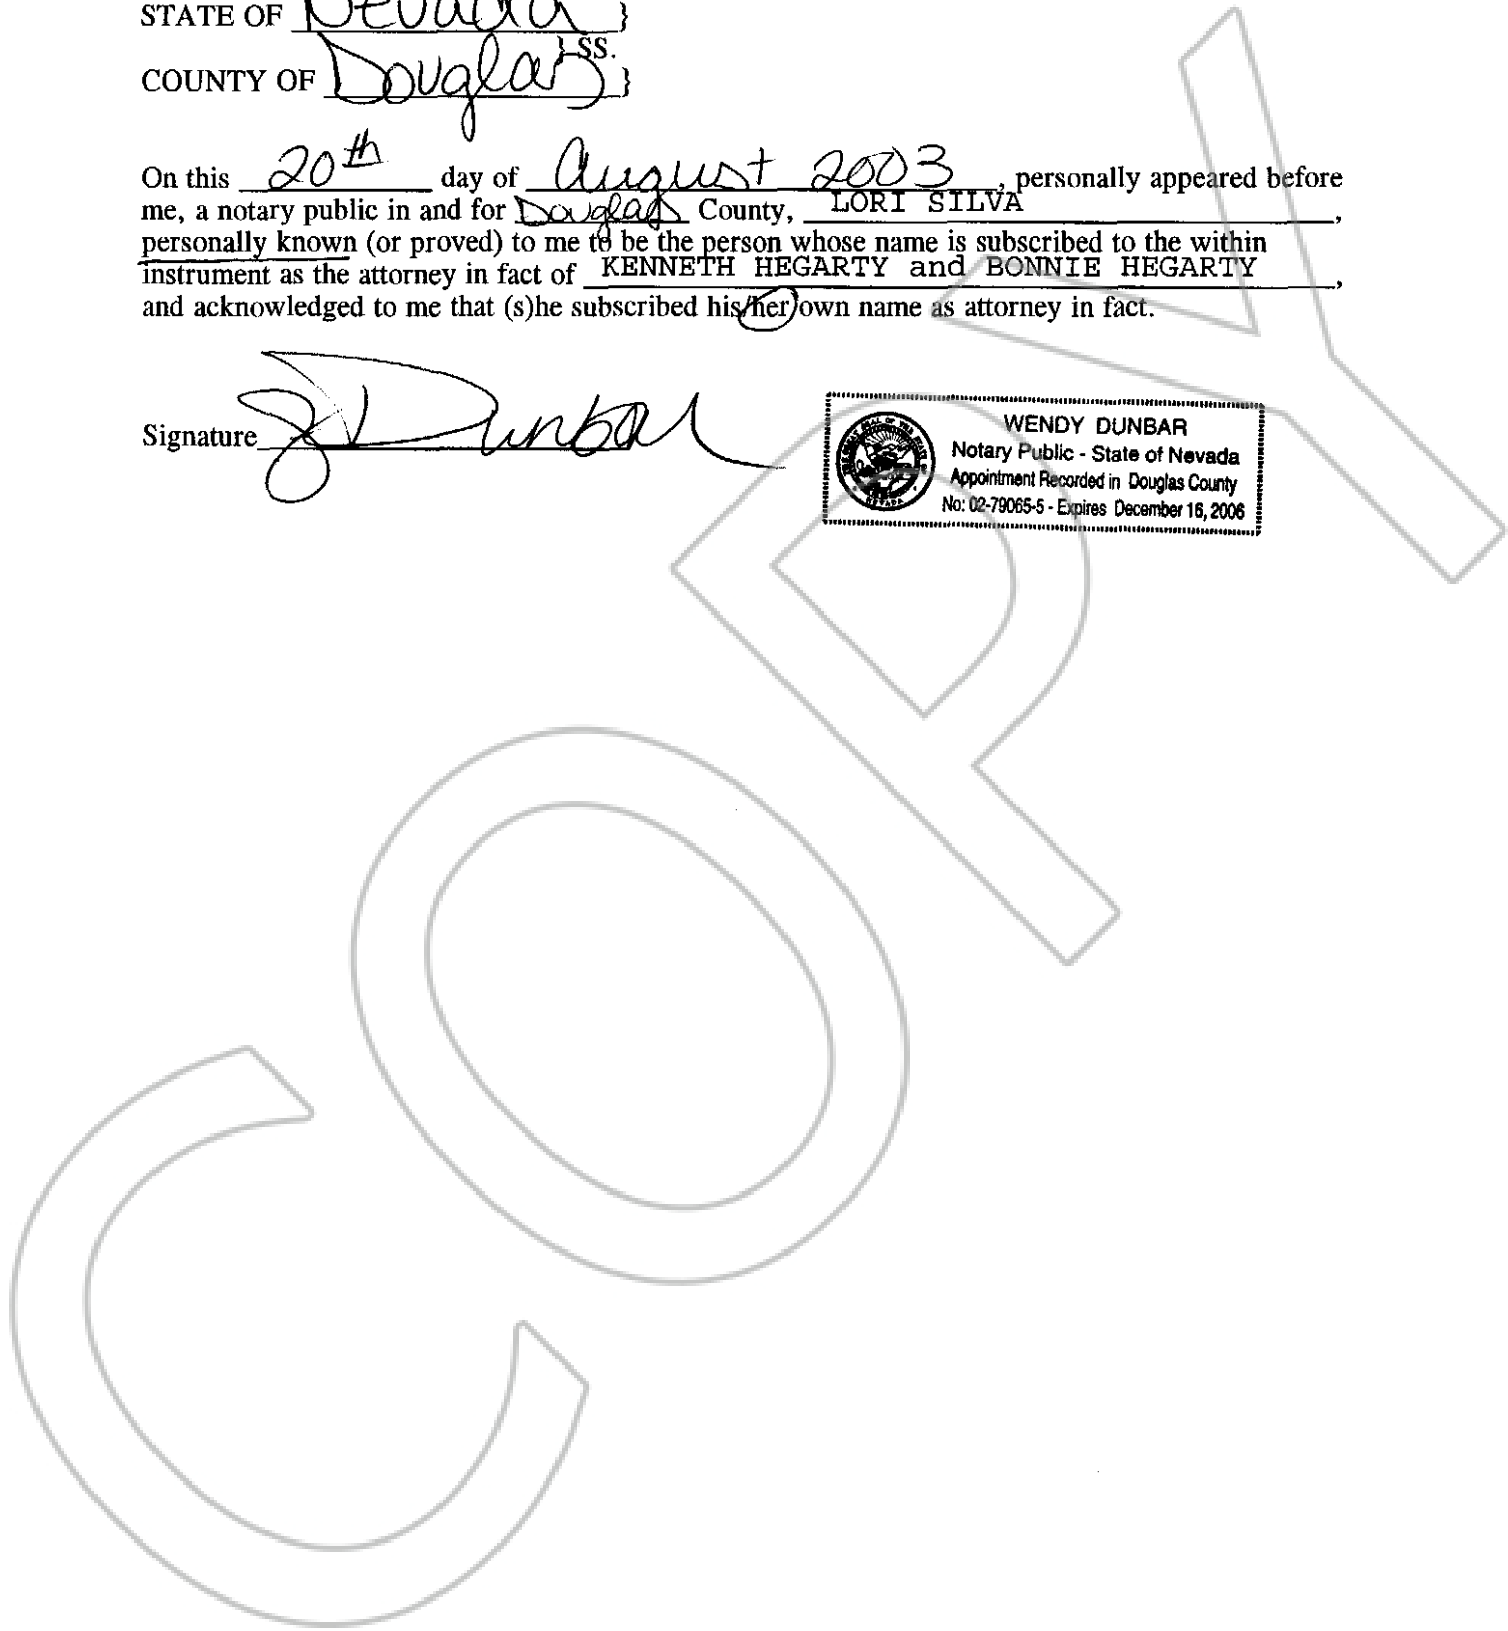 STATE OF Nevada }
} SS.
COUNTY OF Douglas }
On this 20th day of August 2003, personally appeared before
me, a notary public in and for Douglas County, LORI SILVA,
personally known (or proved) to me to be the person whose name is subscribed to the within
instrument as the attorney in fact of KENNETH HEGARTY and BONNIE HEGARTY,
and acknowledged to me that (s)he subscribed his/her own name as attorney in fact.
Signature Dunbar
WENDY DUNBAR
Notary Public - State of Nevada
Appointment Recorded in Douglas County
No: 02-79065-5 - Expires December 16, 2006
COPY